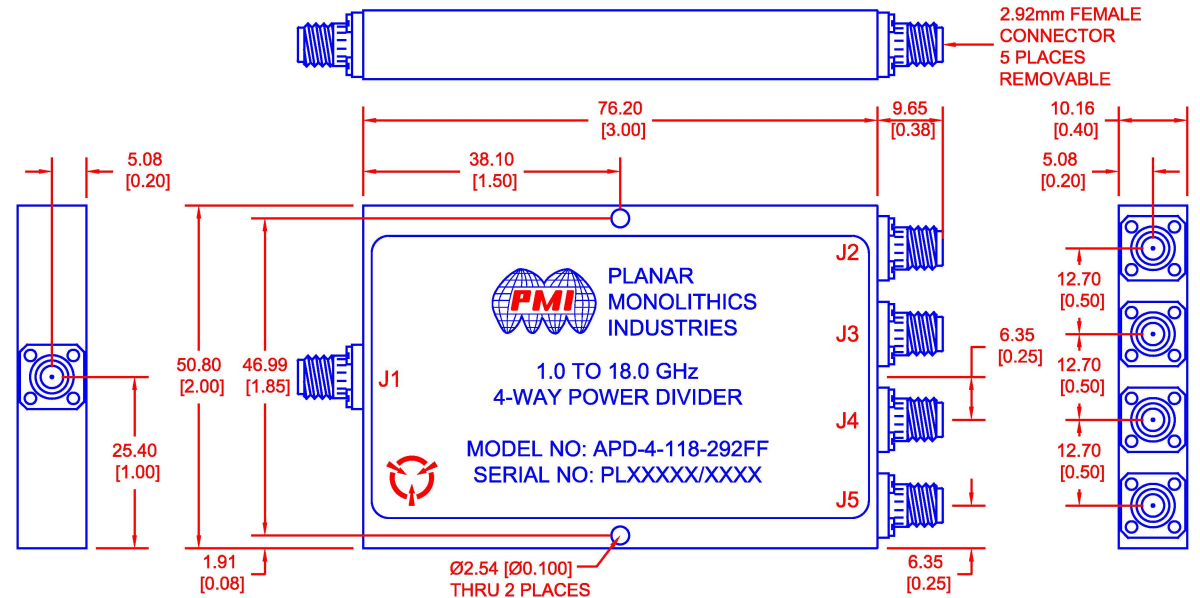 2.92mm FEMALE
CONNECTOR
5 PLACES
REMOVABLE
76.20
[3.00]
9.65
[0.38]
10.16
[0.40]
5.08
[0.20]
38.10
[1.50]
5.08
[0.20]
J2
PLANAR
MONOLITHICS
INDUSTRIES
PMI
12.70
[0.50]
J3
6.35
[0.25]
50.80
[2.00]
46.99
[1.85]
J1
1.0 TO 18.0 GHz
4-WAY POWER DIVIDER
12.70
[0.50]
J4
25.40
[1.00]
MODEL NO: APD-4-118-292FF
SERIAL NO: PLXXXXX/XXXX
12.70
[0.50]
J5
1.91
[0.08]
Ø2.54 [Ø0.100]
THRU 2 PLACES
6.35
[0.25]